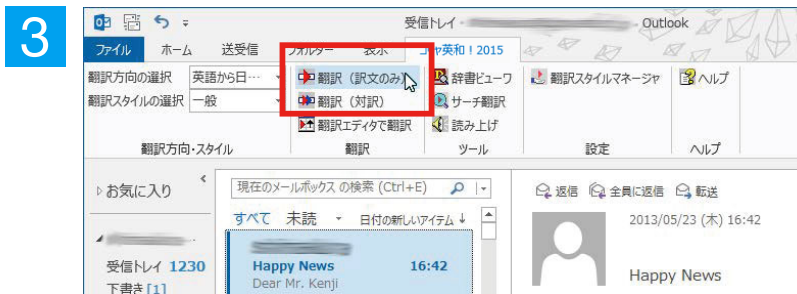 3
受信トレイ - - Outlook
ファイル ホーム 送受信 フォルダー 表示 コリャ英和！2015
翻訳方向の選択 英語から日… 翻訳（訳文のみ） 辞書ビューワ 翻訳スタイルマネージャ ヘルプ
翻訳スタイルの選択 一般 翻訳（対訳） サーチ翻訳
翻訳エディタで翻訳 読み上げ
翻訳方向・スタイル 翻訳 ツール 設定 ヘルプ
お気に入り 現在のメールボックス の検索 (Ctrl+E) 返信 全員に返信 転送
すべて 未読 日付の新しいアイテム↓ 2013/05/23 (木) 16:42
受信トレイ 1230 Happy News 16:42 Happy News
下書き [1] Dear Mr. Kenji